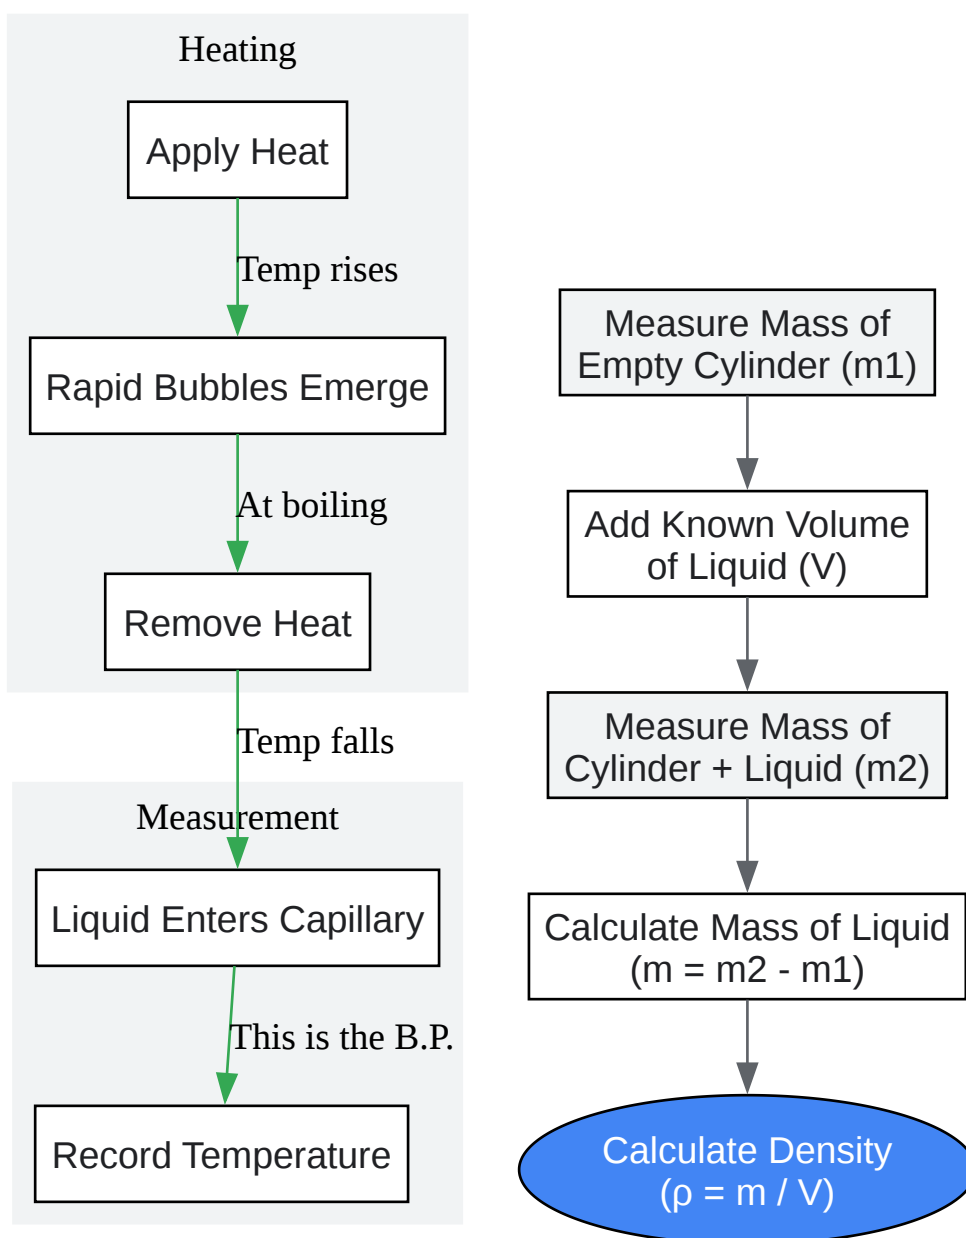 Heating
Apply Heat
Temp rises
Rapid Bubbles Emerge
At boiling
Remove Heat
Temp falls
Measurement
Liquid Enters Capillary
This is the B.P.
Record Temperature
Measure Mass of
Empty Cylinder (m1)
Add Known Volume
of Liquid (V)
Measure Mass of
Cylinder + Liquid (m2)
Calculate Mass of Liquid
(m = m2 - m1)
Calculate Density
(ρ = m / V)